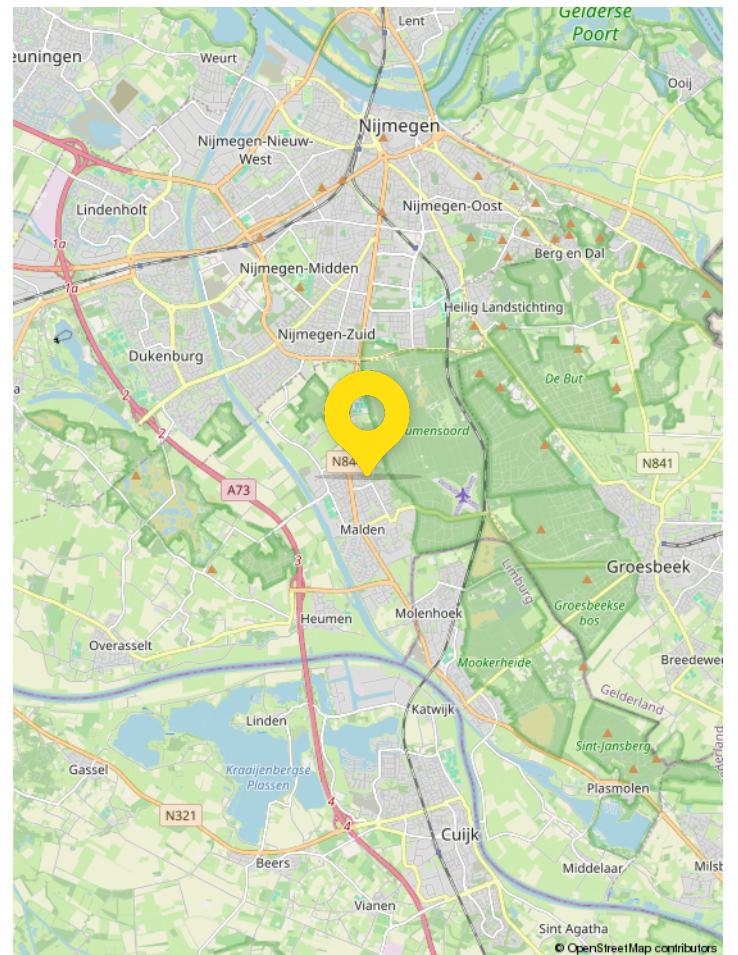 Gelderse
Poort
Lent
euningen
Weurt
Ooij
Nijmegen
Nijmegen-Nieuw-
West
Nijmegen-Oost
Lindenholt
1a
Berg en Dal
Nijmegen-Midden
1a
Heilig Landstichting
Nijmegen-Zuid
Dukenburg
De But
a
2
2
umensoord
N84
N841
A73
Malden
3
Limburg
Groesbeek
Groesbeekse
bos
Heumen
Molenhoek
Overasselt
Mookerheide
Breedewe
Gelderland
Katwijk
Linden
Sint-Jansberg
Gassel
Kraaijenbergse
Plassen
Plasmolen
4
4
N321
Cuijk
Beers
Middelaar
Vianen
Sint Agatha
© OpenStreetMap contributors